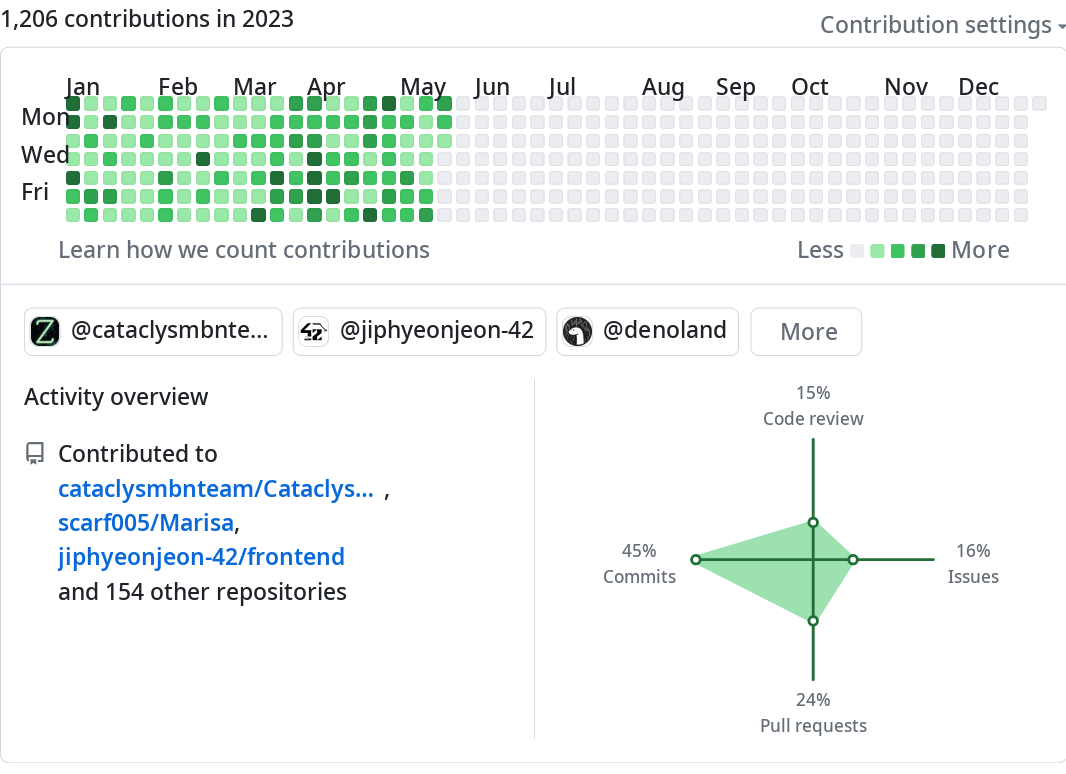 1,206 contributions in 2023
Contribution settings
Jan Feb Mar Apr May Jun Jul Aug Sep Oct Nov Dec
Mon
Wed
Fri
Learn how we count contributions
Less More
@cataclysmbnte... @jiphyeonjeon-42 @denoland More
Activity overview
Contributed to
cataclysmbnteam/Cataclys... ,
scarf005/Marisa,
jiphyeonjeon-42/frontend
and 154 other repositories
15%
Code review
45%
Commits
16%
Issues
24%
Pull requests